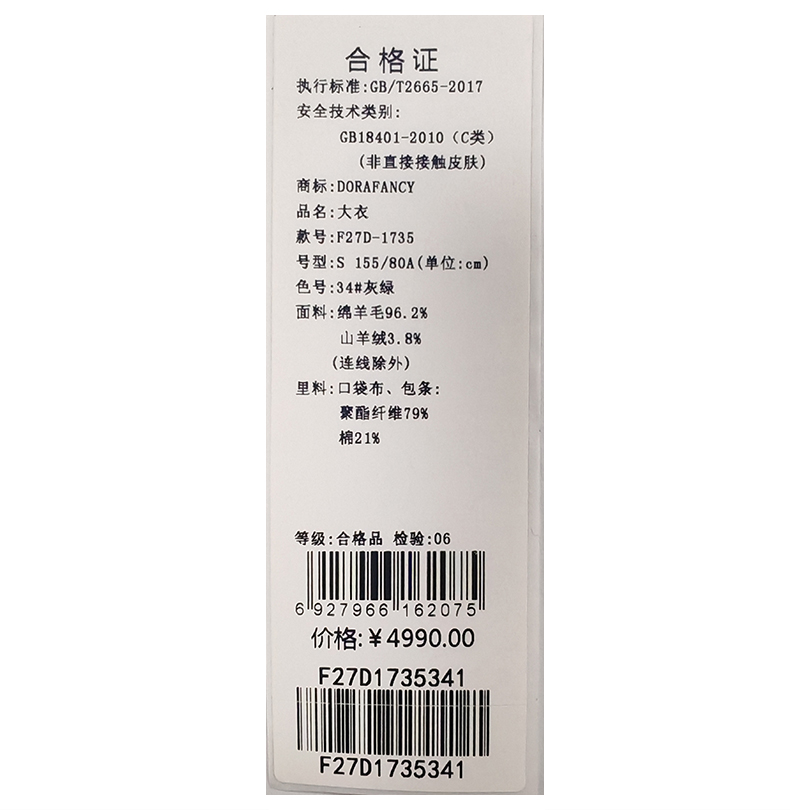 合格证
执行标准:GB/T2665-2017
安全技术类别:
GB18401-2010（C类）
(非直接接触皮肤)
商标:DORAFANCY
品名:大衣
款号:F27D-1735
号型:S 155/80A(单位:cm)
色号:34#灰绿
面料:绵羊毛96.2%
山羊绒3.8%
(连线除外)
里料:口袋布、包条:
聚酯纤维79%
棉21%
等级:合格品 检验:06
6 927966 162075
价格:￥4990.00
F27D1735341
F27D1735341